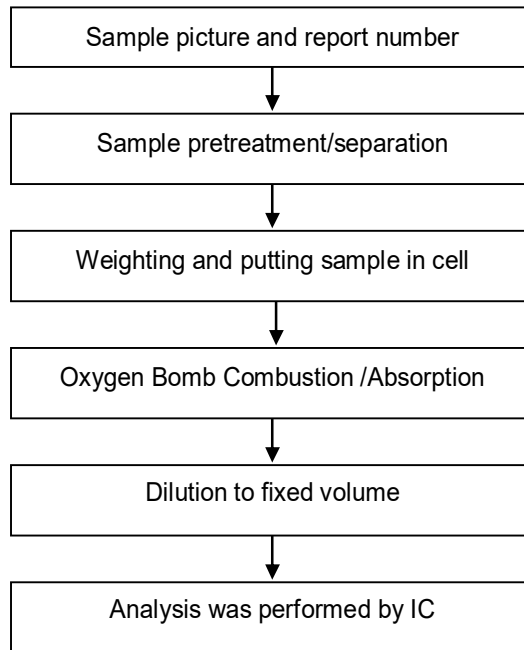 Sample picture and report number
Sample pretreatment/separation
Weighting and putting sample in cell
Oxygen Bomb Combustion /Absorption
Dilution to fixed volume
Analysis was performed by IC